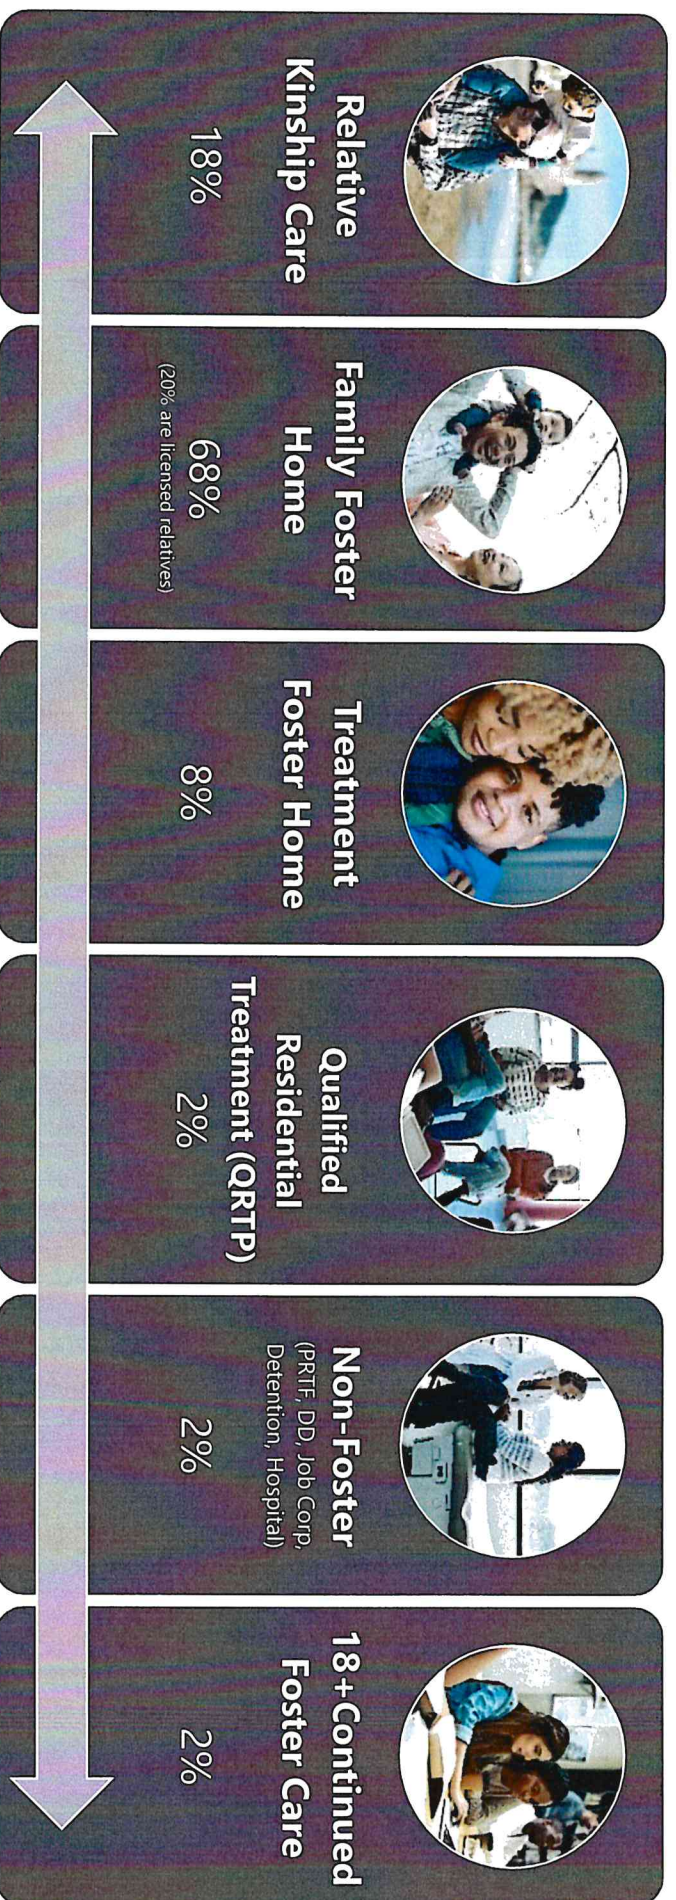 Relative
Kinship Care
18%
Family Foster
Home
68%
(20% are licensed relatives)
Treatment
Foster Home
8%
Qualified
Residential
Treatment (QRTP)
2%
Non-Foster
(PRTF, DD, Job Corp,
Detention, Hospital)
2%
18+Continued
Foster Care
2%